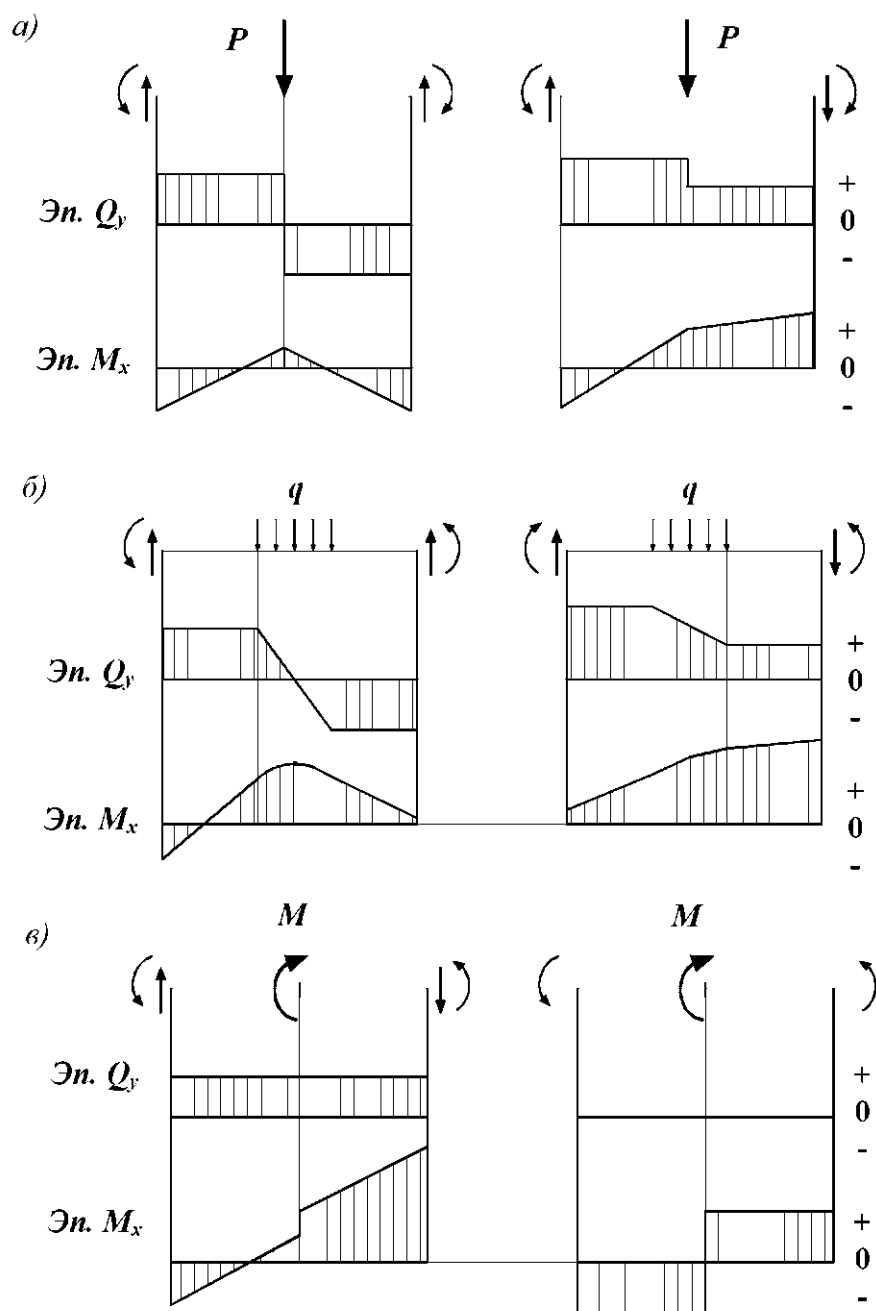 а)
P P
Эп. Qy + 0 -
Эп. Mx + 0 -
б)
q q
Эп. Qy + 0 -
Эп. Mx + 0 -
в)
M M
Эп. Qy + 0 -
Эп. Mx + 0 -